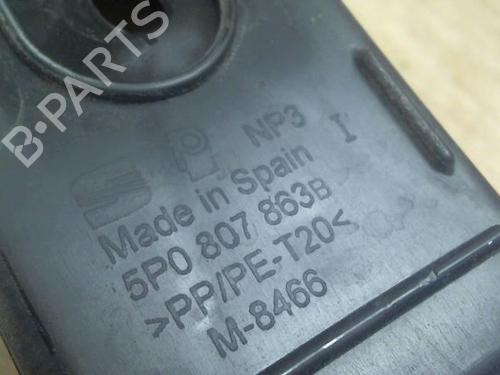 B-PARTS
NP3
I
Made in Spain
5P0 807 863B
>PP/PE-T20<
M-8466